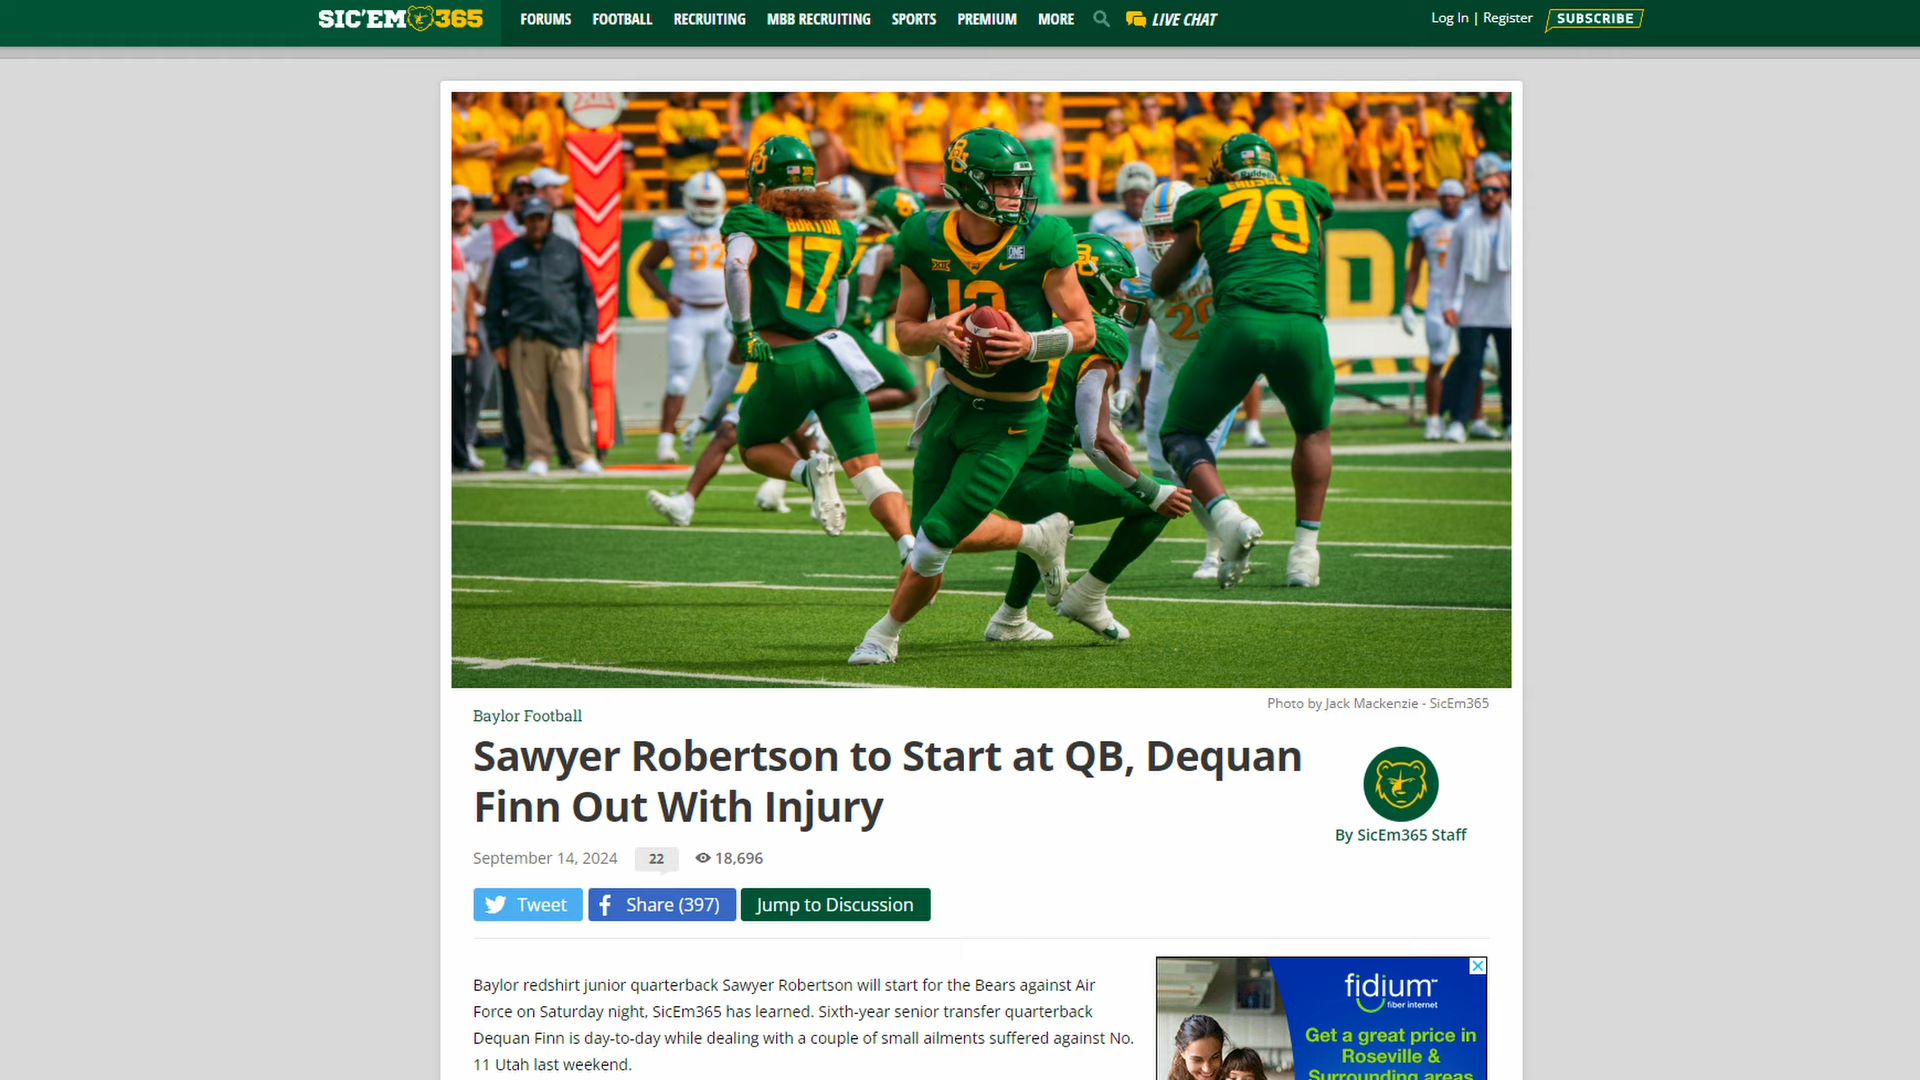 SIC'EM 365
FORUMS FOOTBALL RECRUITING MBB RECRUITING SPORTS PREMIUM MORE LIVE CHAT
Log In | Register SUBSCRIBE
BURTON
17
79
Riddell
Photo by Jack Mackenzie - SicEm365
Baylor Football
Sawyer Robertson to Start at QB, Dequan
Finn Out With Injury
By SicEm365 Staff
September 14, 2024 22 18,696
Tweet Share (397) Jump to Discussion
Baylor redshirt junior quarterback Sawyer Robertson will start for the Bears against Air
Force on Saturday night, SicEm365 has learned. Sixth-year senior transfer quarterback
Dequan Finn is day-to-day while dealing with a couple of small ailments suffered against No.
11 Utah last weekend.
fidium
fiber internet
Get a great price in
Roseville &
Surrounding areas